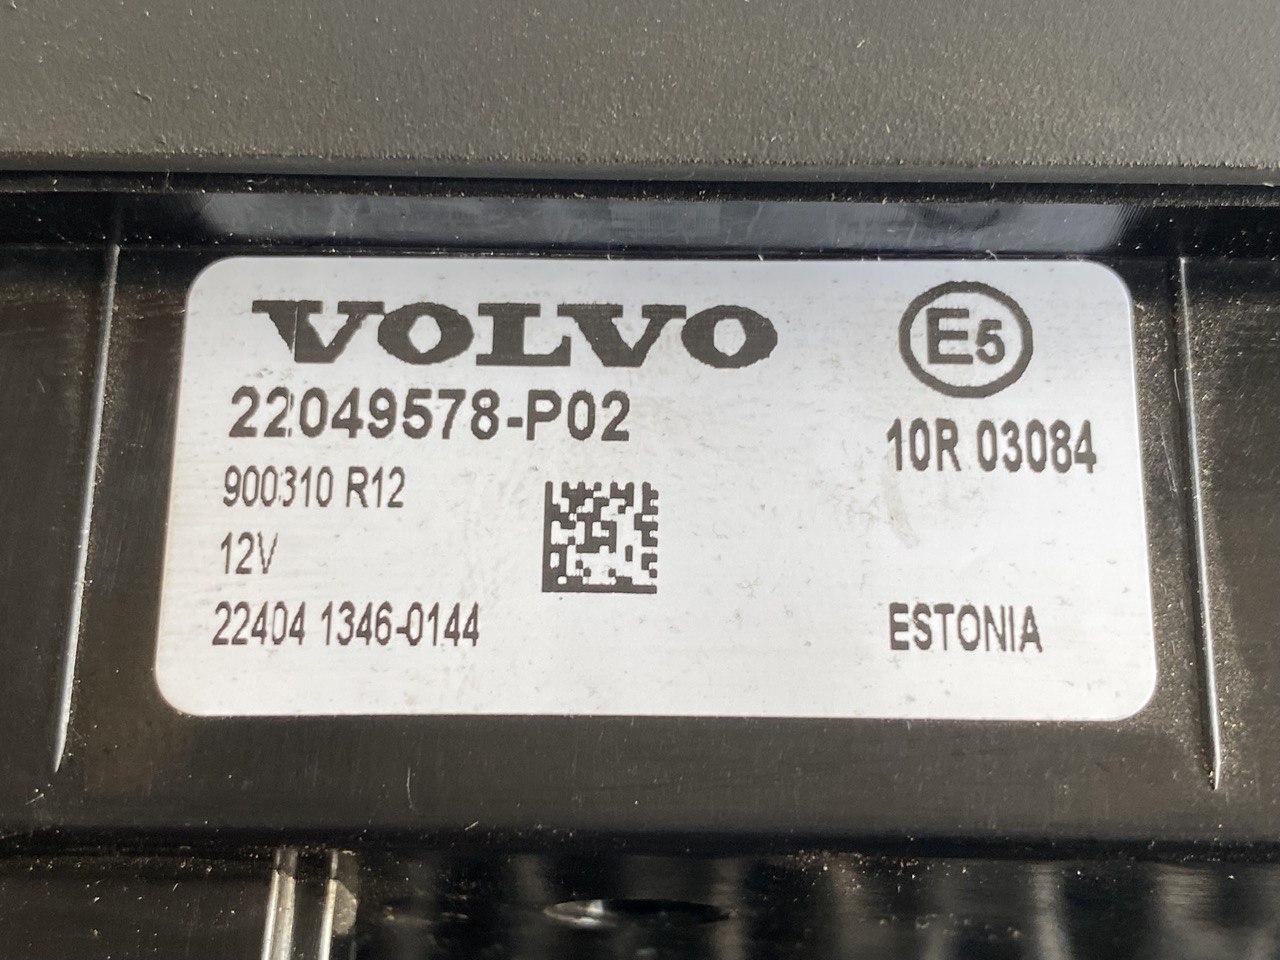 VOLVO
E5
22049578-P02
10R 03084
900310 R12
12V
22404 1346-0144
ESTONIA